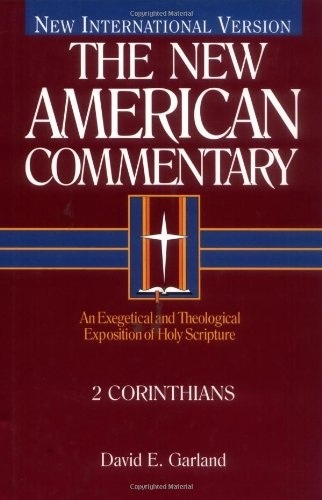 NEW INTERNATIONAL VERSION
THE NEW
AMERICAN
COMMENTARY
An Exegetical and Theological
Exposition of Holy Scripture
2 CORINTHIANS
David E. Garland